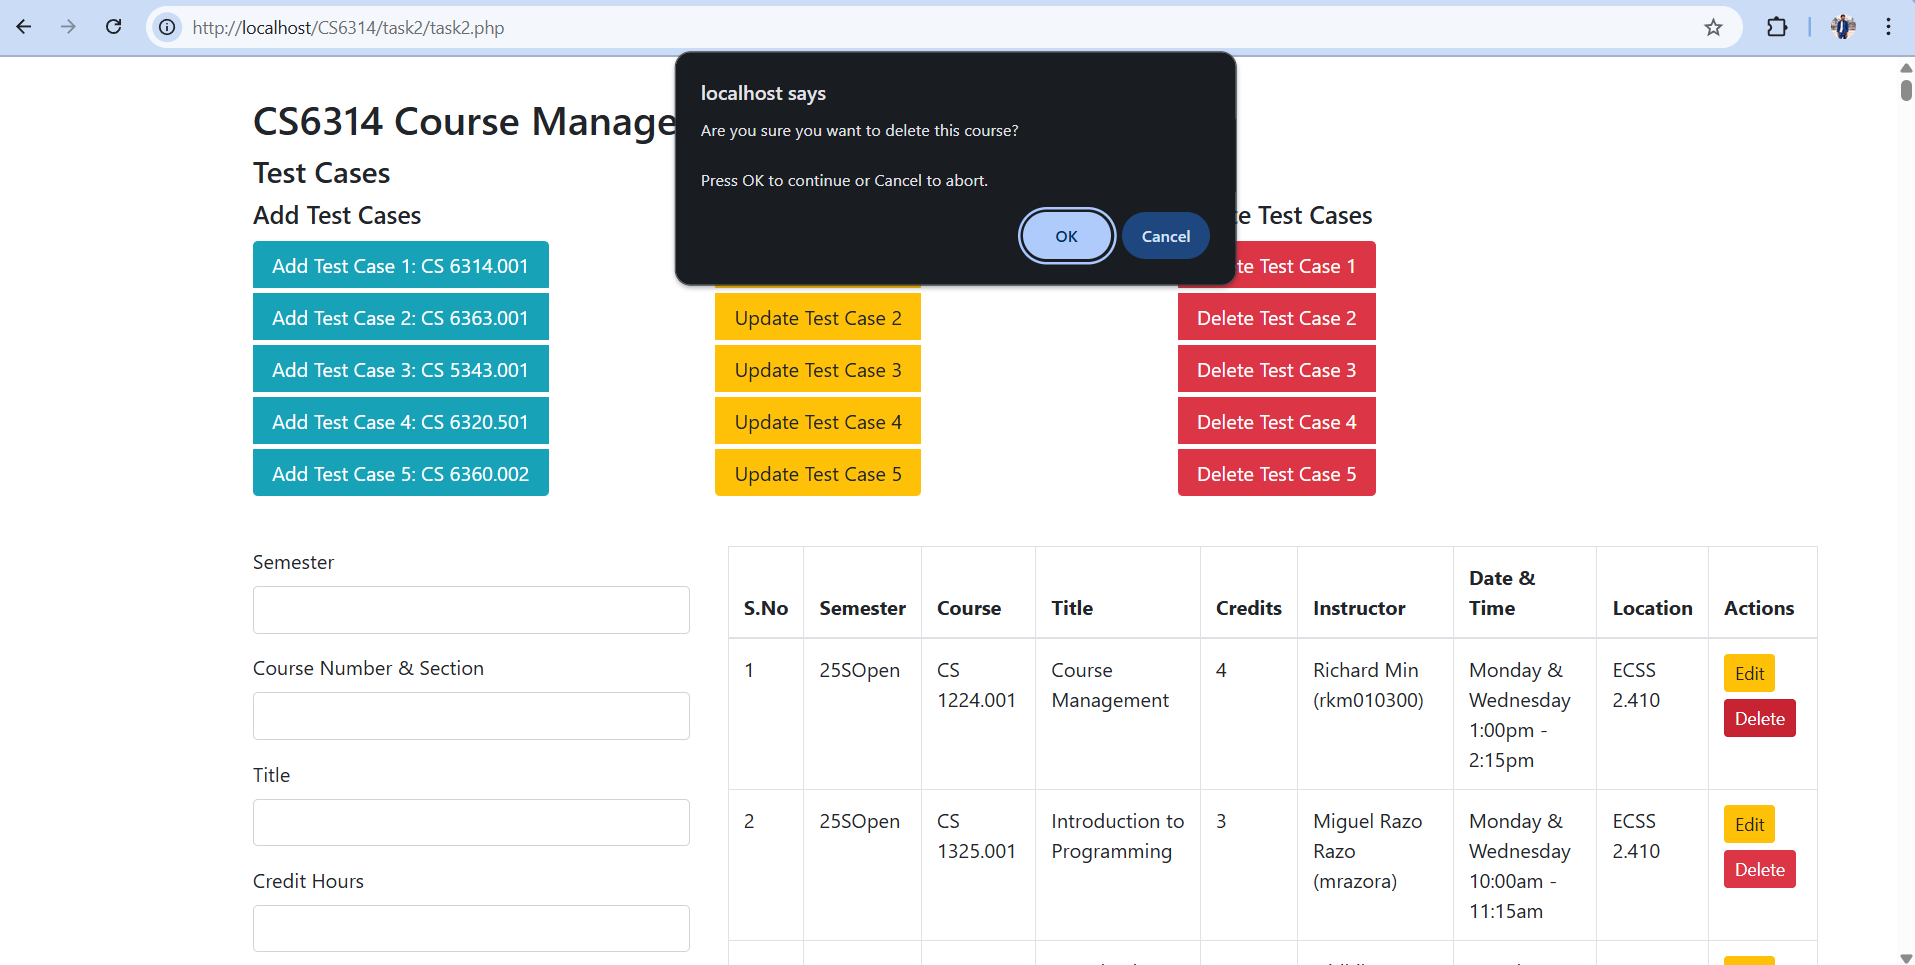 http://localhost/CS6314/task2/task2.php
localhost says
Are you sure you want to delete this course?
Press OK to continue or Cancel to abort.
OK
Cancel
CS6314 Course Manage
Test Cases
Add Test Cases
Add Test Case 1: CS 6314.001
Add Test Case 2: CS 6363.001
Add Test Case 3: CS 5343.001
Add Test Case 4: CS 6320.501
Add Test Case 5: CS 6360.002
Update Test Case 2
Update Test Case 3
Update Test Case 4
Update Test Case 5
Test Cases
Test Case 1
Delete Test Case 2
Delete Test Case 3
Delete Test Case 4
Delete Test Case 5
Semester
Course Number & Section
Title
Credit Hours
S.No Semester Course Title Credits Instructor Date & Time Location Actions
1 25SOpen CS 1224.001 Course Management 4 Richard Min (rkm010300) Monday & Wednesday 1:00pm - 2:15pm ECSS 2.410 Edit Delete
2 25SOpen CS 1325.001 Introduction to Programming 3 Miguel Razo Razo (mrazora) Monday & Wednesday 10:00am - 11:15am ECSS 2.410 Edit Delete